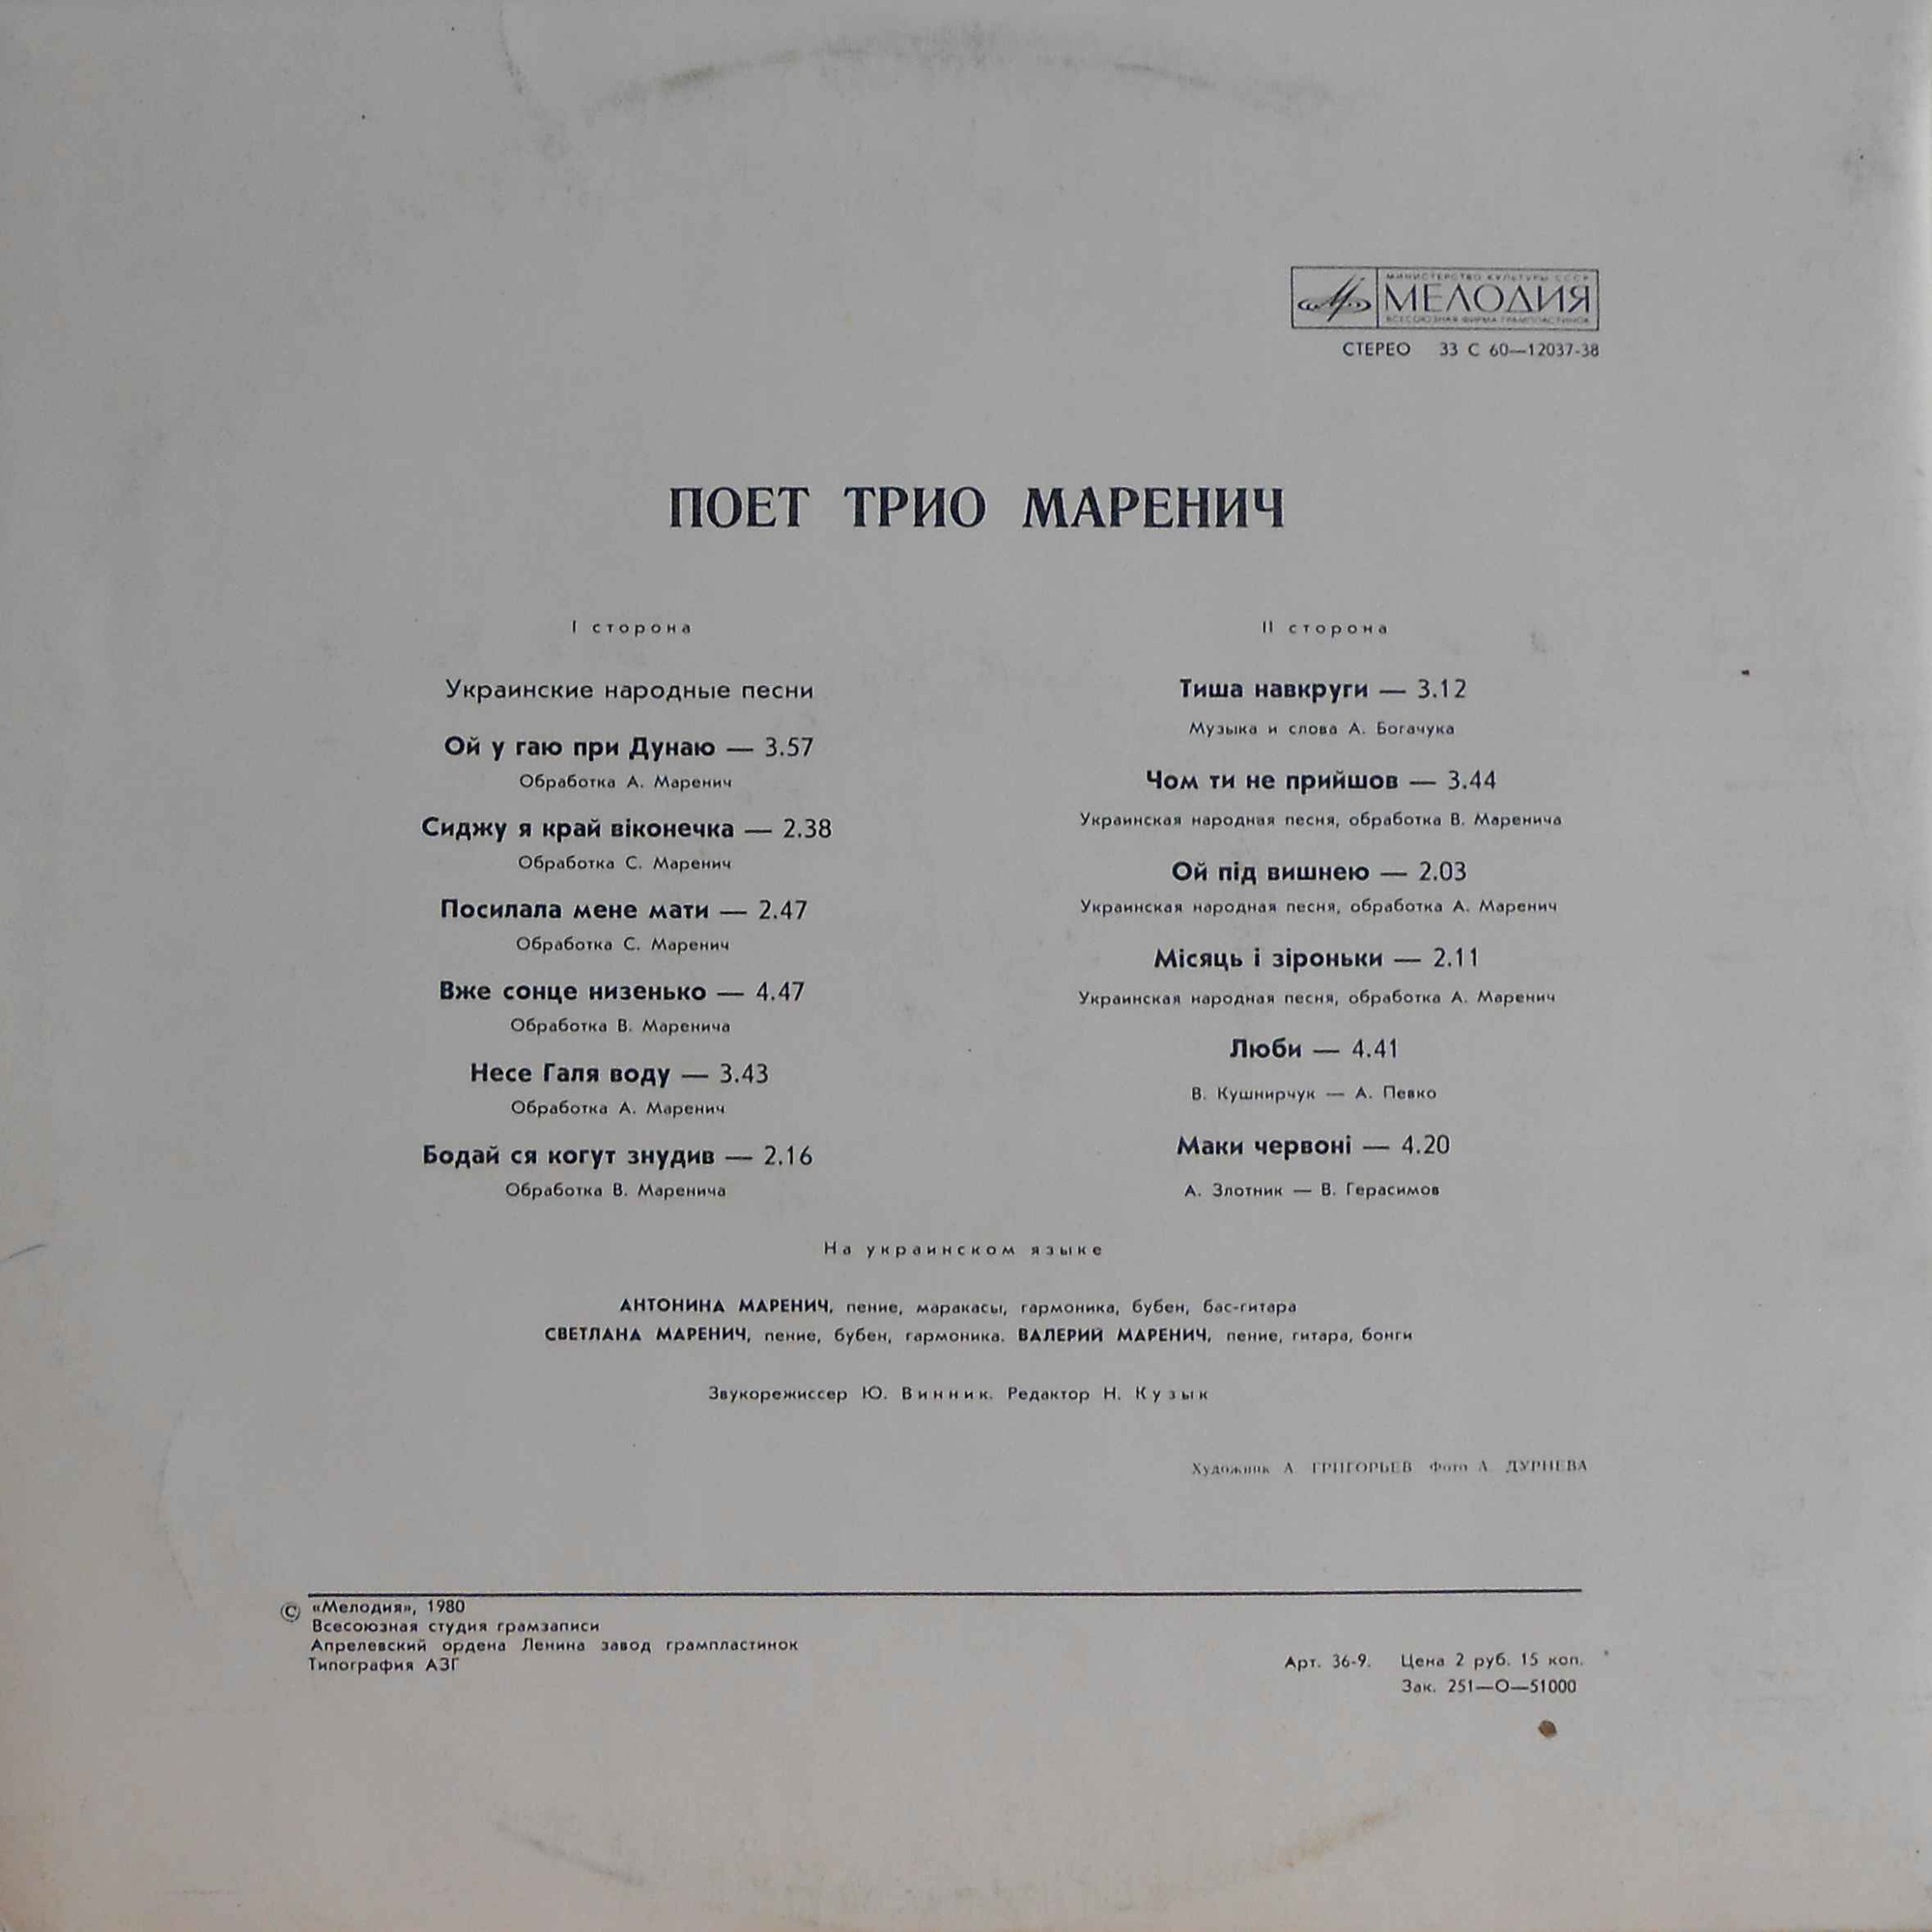 МИНИСТЕРСТВО КУЛЬТУРЫ СССР
МЕЛОДИЯ
ВСЕСОЮЗНАЯ ФИРМА ГРАМПЛАСТИНОК
СТЕРЕО 33 С 60—12037-38
ПОЕТ ТРИО МАРЕНИЧ
I сторона
Украинские народные песни
Ой у гаю при Дунаю — 3.57
Обработка А. Маренич
Сиджу я край віконечка — 2.38
Обработка С. Маренич
Посилала мене мати — 2.47
Обработка С. Маренич
Вже сонце низенько — 4.47
Обработка В. Маренича
Несе Галя воду — 3.43
Обработка А. Маренич
Бодай ся когут знудив — 2.16
Обработка В. Маренича
II сторона
Тиша навкруги — 3.12
Музыка и слова А. Богачука
Чом ти не прийшов — 3.44
Украинская народная песня, обработка В. Маренича
Ой під вишнею — 2.03
Украинская народная песня, обработка А. Маренич
Місяць і зіроньки — 2.11
Украинская народная песня, обработка А. Маренич
Люби — 4.41
В. Кушнирчук — А. Певко
Маки червоні — 4.20
А. Злотник — В. Герасимов
На украинском языке
АНТОНИНА МАРЕНИЧ, пение, маракасы, гармоника, бубен, бас-гитара
СВЕТЛАНА МАРЕНИЧ, пение, бубен, гармоника. ВАЛЕРИЙ МАРЕНИЧ, пение, гитара, бонги
Звукорежиссер Ю. Винник. Редактор Н. Кузык
Художник А. ГРИГОРЬЕВ Фото А. ДУРНЕВА
© «Мелодия», 1980
Всесоюзная студия грамзаписи
Апрелевский ордена Ленина завод грампластинок
Типография АЗГ
Арт. 36-9. Цена 2 руб. 15 коп.
Зак. 251—О—51000